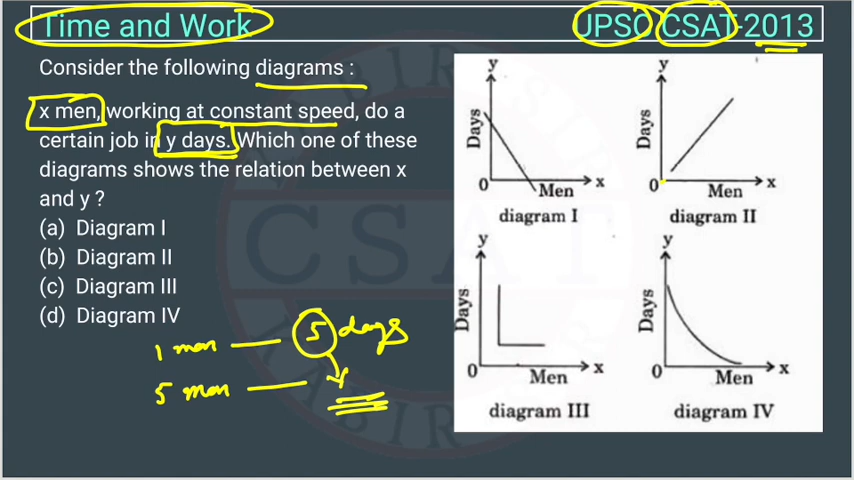 Time and Work
UPSC CSAT-2013
Consider the following diagrams :
x men, working at constant speed, do a
certain job in y days. Which one of these
diagrams shows the relation between x
and y ?
(a) Diagram I
(b) Diagram II
(c) Diagram III
(d) Diagram IV
1 man — 5 days
5 man —
y
Days
0
Men
x
diagram I
y
Days
0
Men
x
diagram II
y
Days
0
Men
x
diagram III
y
Days
0
Men
x
diagram IV
CSAT
KABIR
KABIR